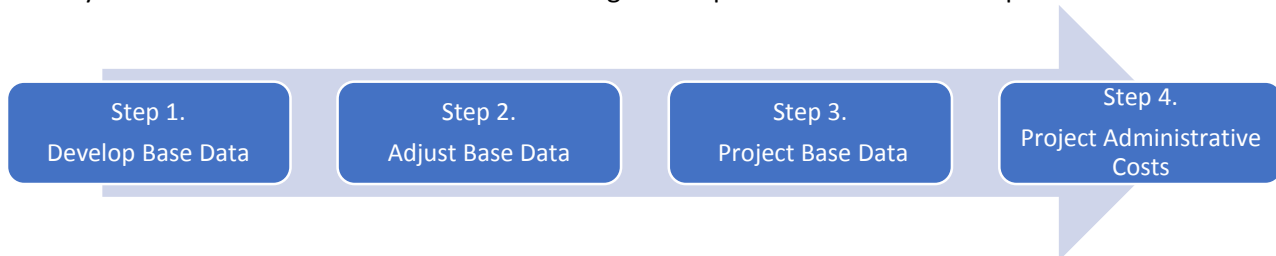 Step 1.
Develop Base Data
Step 2.
Adjust Base Data
Step 3.
Project Base Data
Step 4.
Project Administrative
Costs